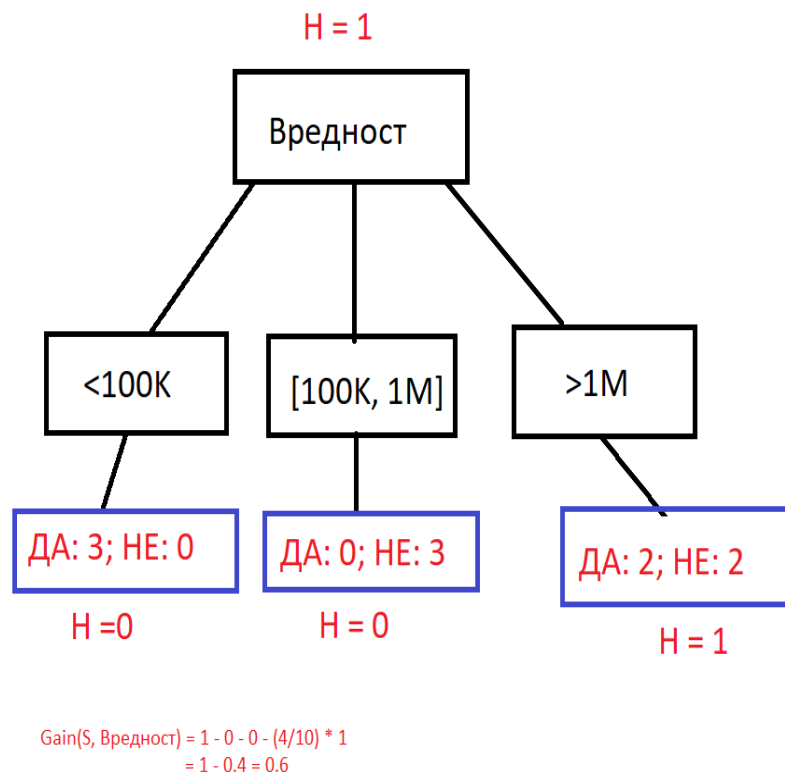 H = 1
Вредност
<100K
[100K, 1M]
>1M
ДА: 3; НЕ: 0
ДА: 0; НЕ: 3
ДА: 2; НЕ: 2
H =0
H = 0
H = 1
Gain(S, Вредност) = 1 - 0 - 0 - (4/10) * 1
= 1 - 0.4 = 0.6